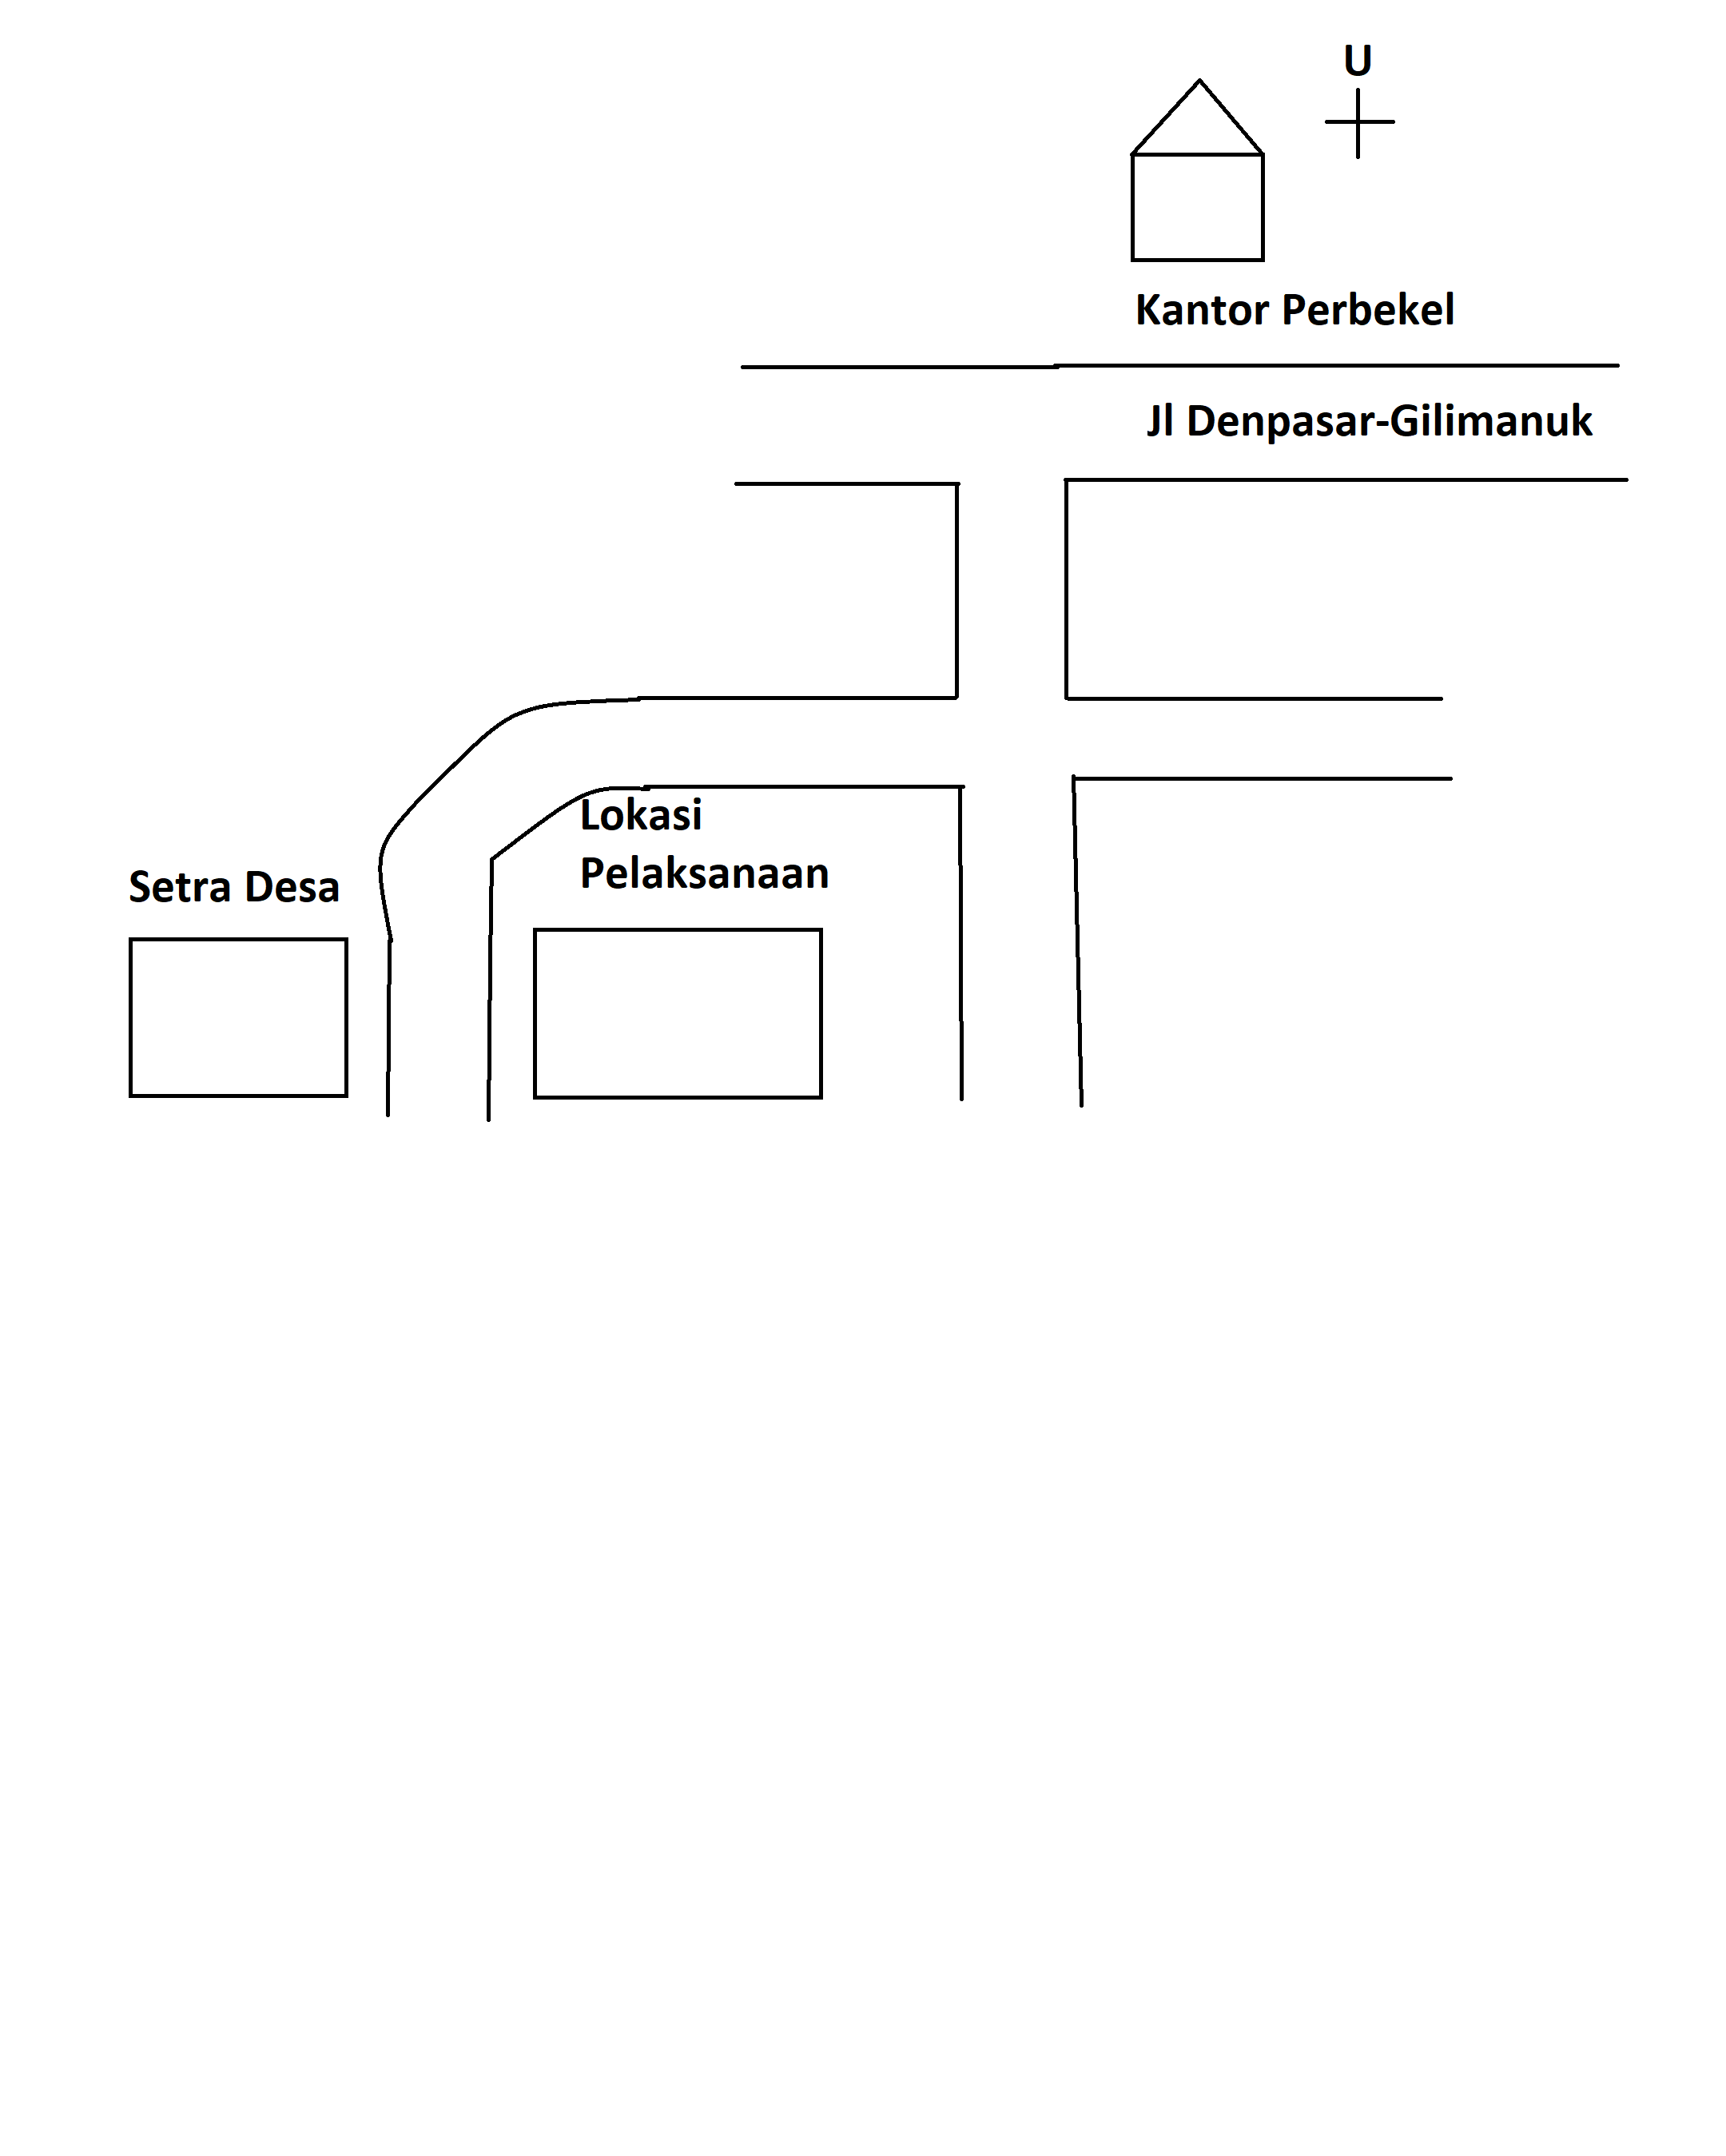 U
Kantor Perbekel
Jl Denpasar-Gilimanuk
Lokasi
Pelaksanaan
Setra Desa